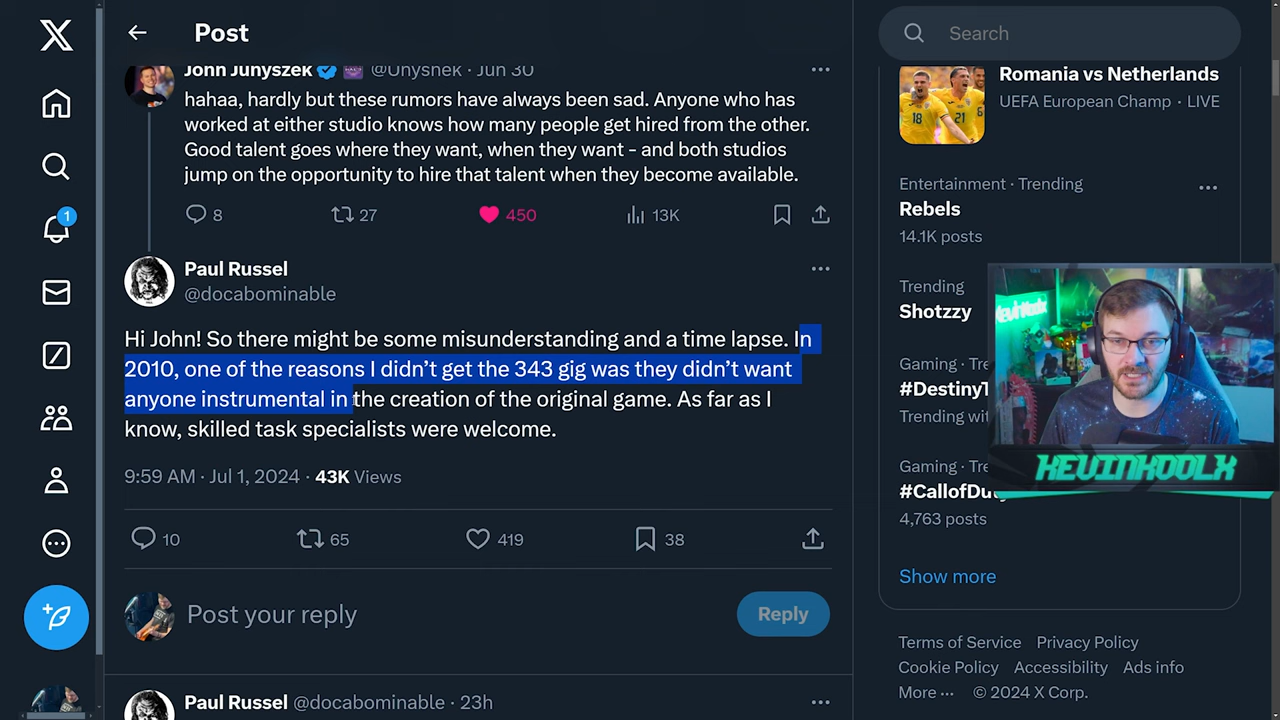 Post
Search
John Junyszek @Unyshek · Jun 30
hahaa, hardly but these rumors have always been sad. Anyone who has
worked at either studio knows how many people get hired from the other.
Good talent goes where they want, when they want - and both studios
jump on the opportunity to hire that talent when they become available.
8 27 450 13K
Paul Russel
@docabominable
Hi John! So there might be some misunderstanding and a time lapse. In
2010, one of the reasons I didn’t get the 343 gig was they didn’t want
anyone instrumental in the creation of the original game. As far as I
know, skilled task specialists were welcome.
9:59 AM · Jul 1, 2024 · 43K Views
10 65 419 38
Post your reply
Reply
Paul Russel @docabominable · 23h
1
Romania vs Netherlands
UEFA European Champ · LIVE
Entertainment · Trending
Rebels
14.1K posts
Trending
Shotzzy
Gaming · Tre
#DestinyT
Trending wit
Gaming · Tre
#CallofDuty
4,763 posts
Show more
KEVINKOOLX
Terms of Service Privacy Policy
Cookie Policy Accessibility Ads info
More ··· © 2024 X Corp.